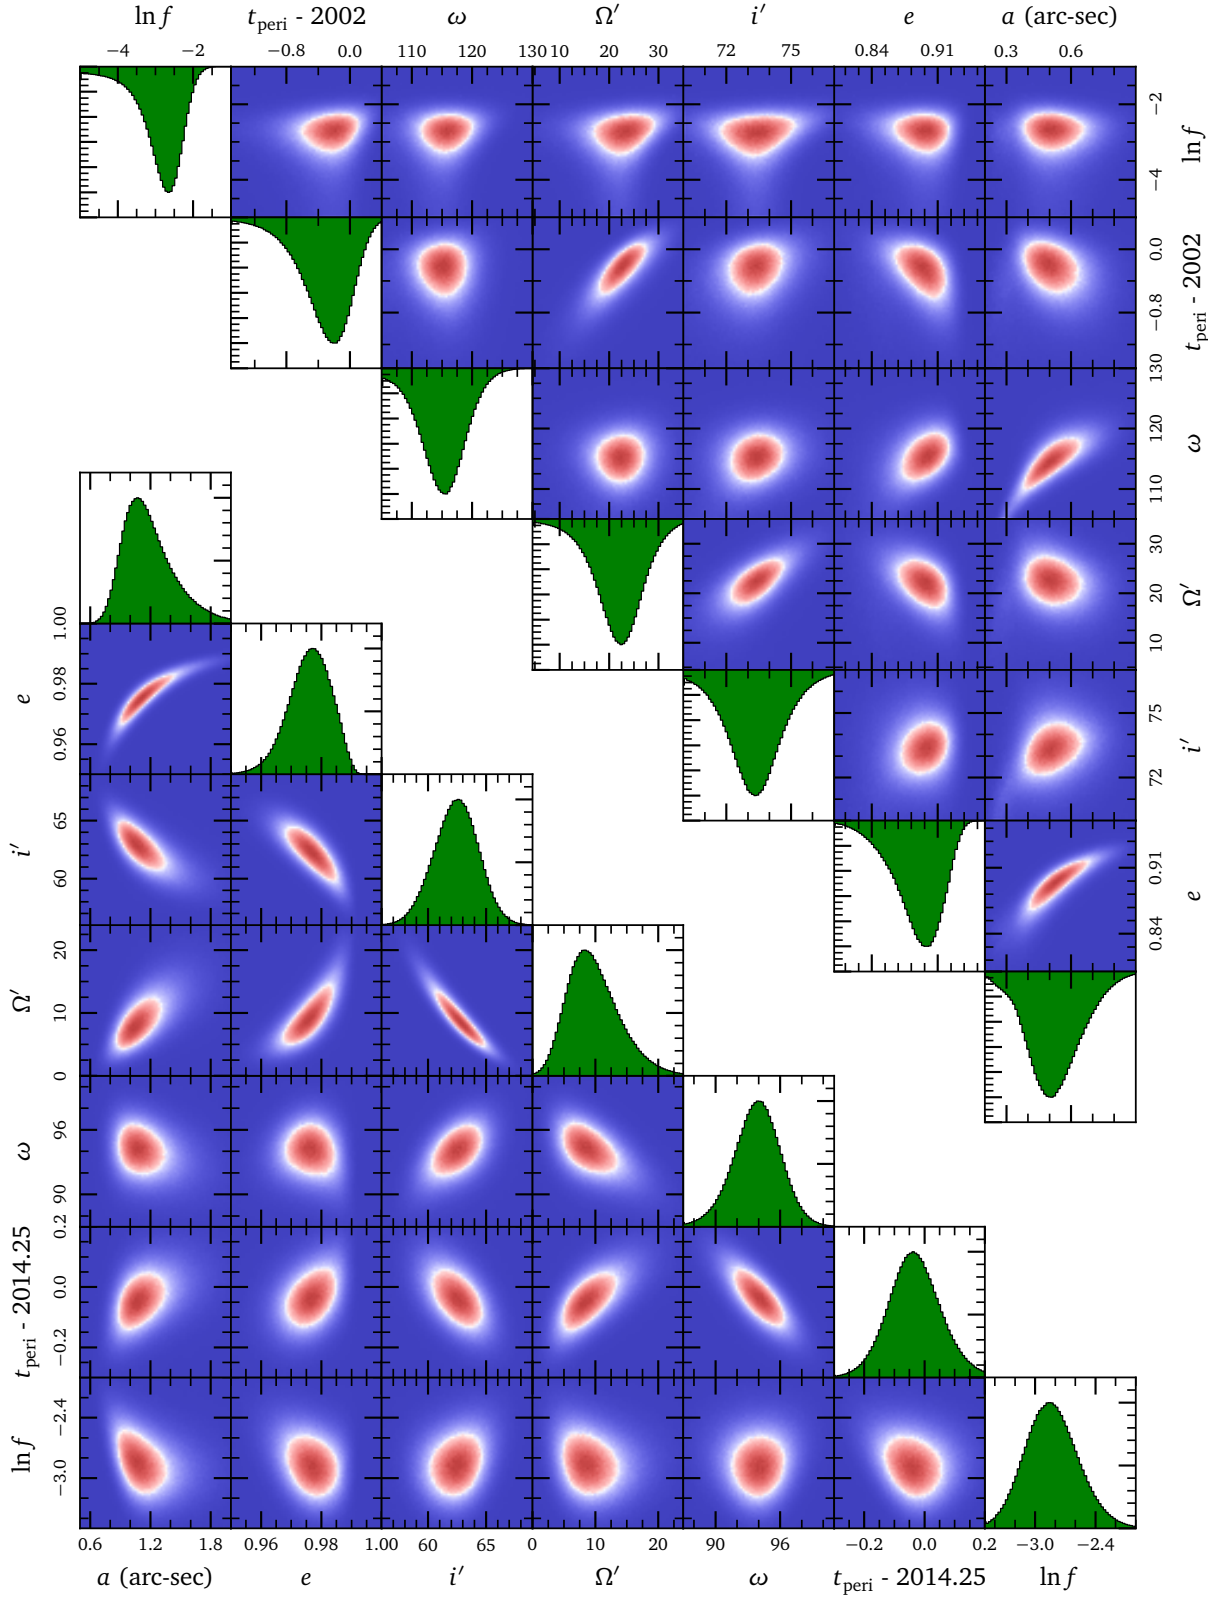 ln f t_peri - 2002 ω Ω′ i′ e a (arc-sec)
−4 −2 −0.8 0.0 110 120 130 10 20 30 72 75 0.84 0.91 0.3 0.6
−2
−4
ln f
0.0
−0.8
t_peri - 2002
130
120
110
ω
30
20
10
Ω′
75
72
i′
0.91
0.84
e
1.00
0.98
0.96
e
65
60
i′
20
10
0
Ω′
96
90
ω
0.2
0.0
−0.2
t_peri - 2014.25
−2.4
−3.0
ln f
0.6 1.2 1.8 0.96 0.98 1.00 60 65 0 10 20 90 96 −0.2 0.0 0.2 −3.0 −2.4
a (arc-sec) e i′ Ω′ ω t_peri - 2014.25 ln f